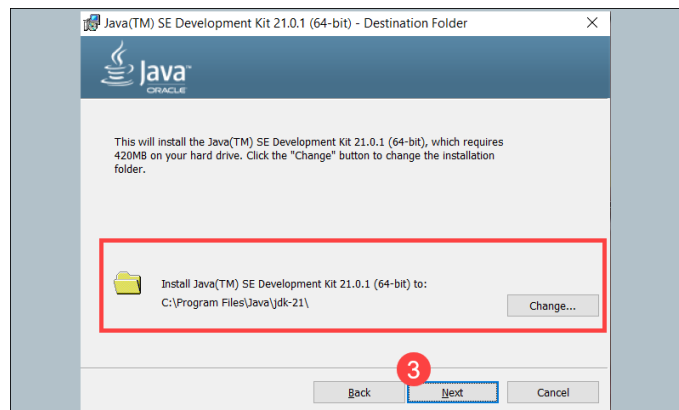 Java(TM) SE Development Kit 21.0.1 (64-bit) - Destination Folder
Java™
ORACLE
This will install the Java(TM) SE Development Kit 21.0.1 (64-bit), which requires
420MB on your hard drive. Click the "Change" button to change the installation
folder.
Install Java(TM) SE Development Kit 21.0.1 (64-bit) to:
C:\Program Files\Java\jdk-21\
Change...
3
Back
Next
Cancel